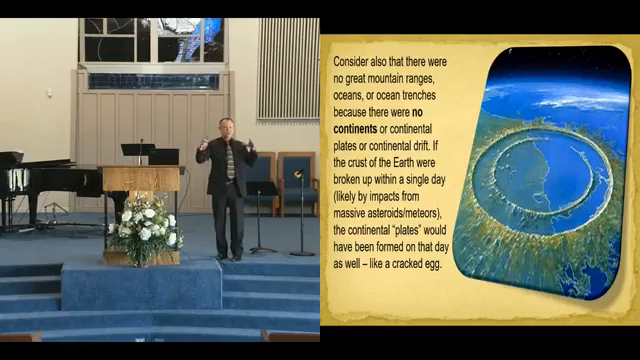 Consider also that there were
no great mountain ranges,
oceans, or ocean trenches
because there were no
continents or continental
plates or continental drift. If
the crust of the Earth were
broken up within a single day
(likely by impacts from
massive asteroids/meteors),
the continental “plates” would
have been formed on that day
as well – like a cracked egg.